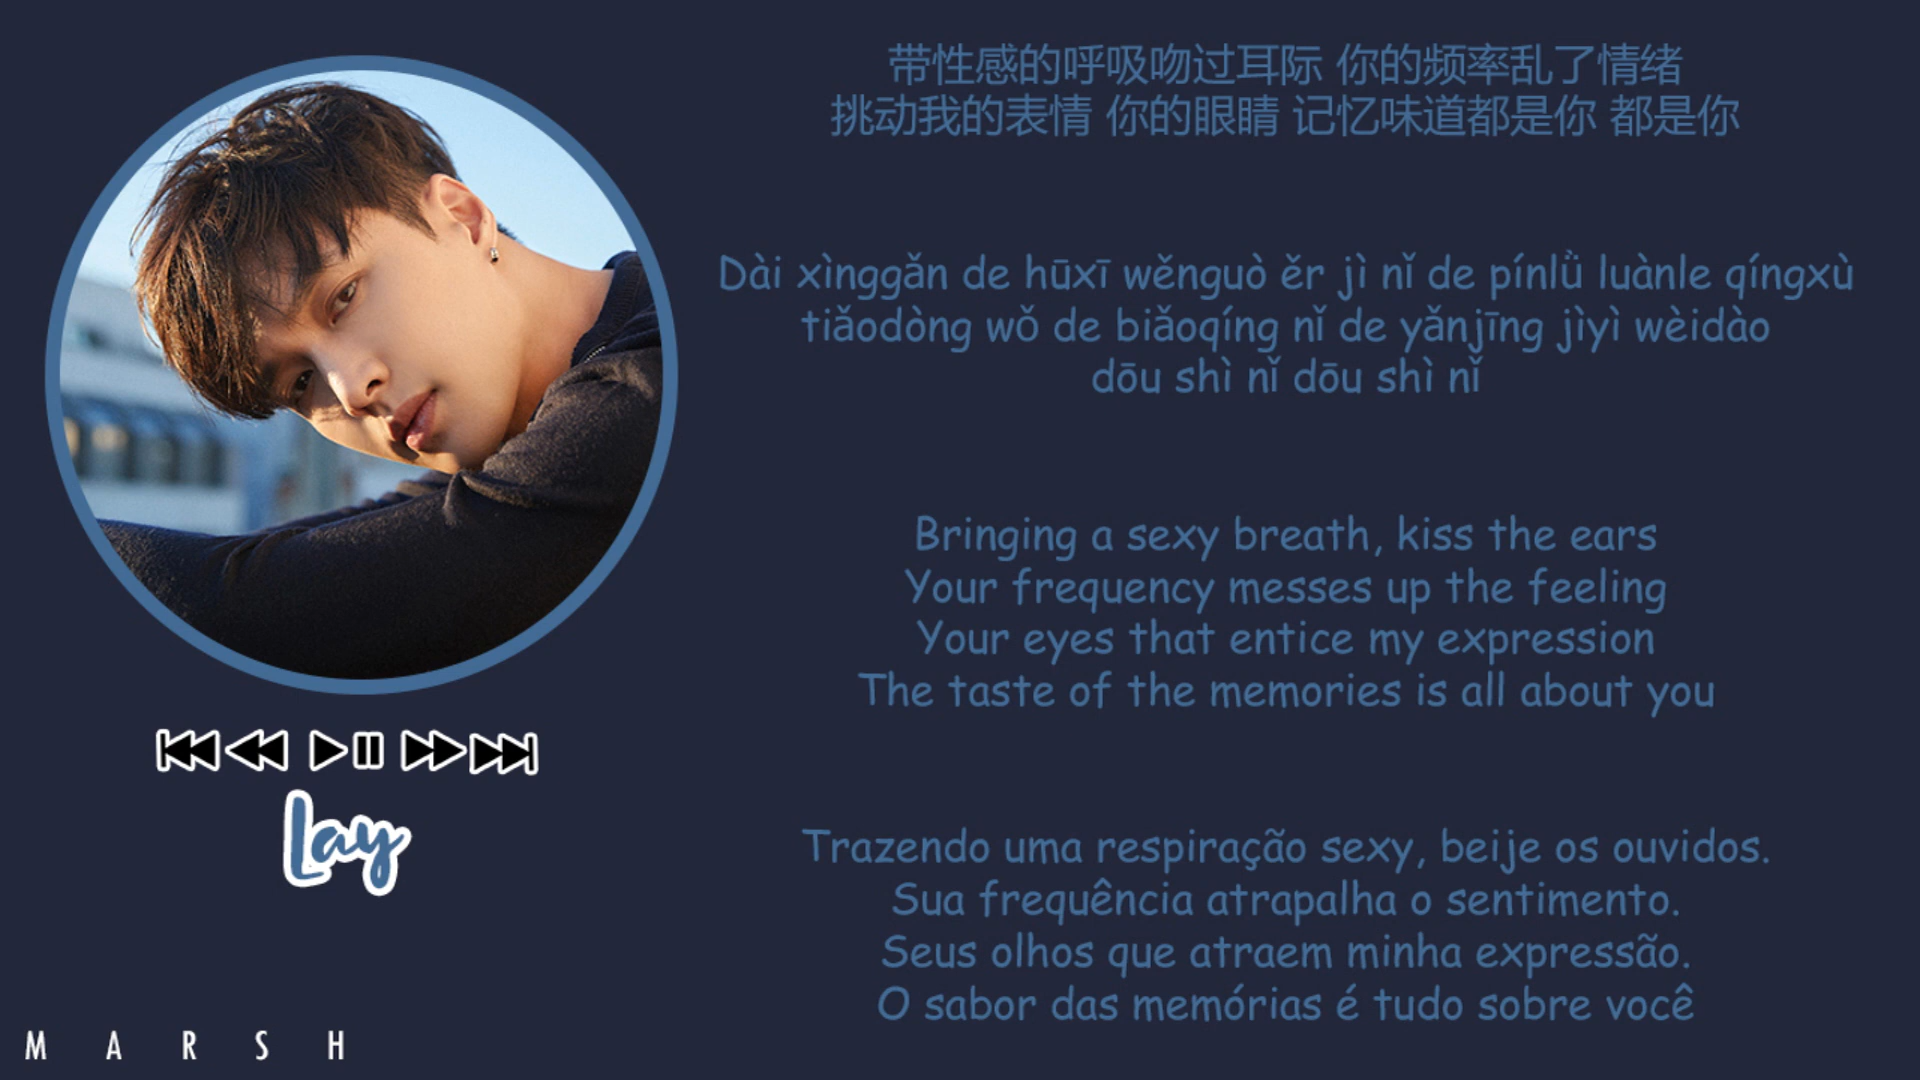 带性感的呼吸吻过耳际 你的频率乱了情绪
挑动我的表情 你的眼睛 记忆味道都是你 都是你
Dài xìnggǎn de hūxī wěnguò ěr jì nǐ de pínlǜ luànle qíngxù
tiǎodòng wǒ de biǎoqíng nǐ de yǎnjīng jìyì wèidào
dōu shì nǐ dōu shì nǐ
Bringing a sexy breath, kiss the ears
Your frequency messes up the feeling
Your eyes that entice my expression
The taste of the memories is all about you
Trazendo uma respiração sexy, beije os ouvidos.
Sua frequência atrapalha o sentimento.
Seus olhos que atraem minha expressão.
O sabor das memórias é tudo sobre você
Lay
M A R S H